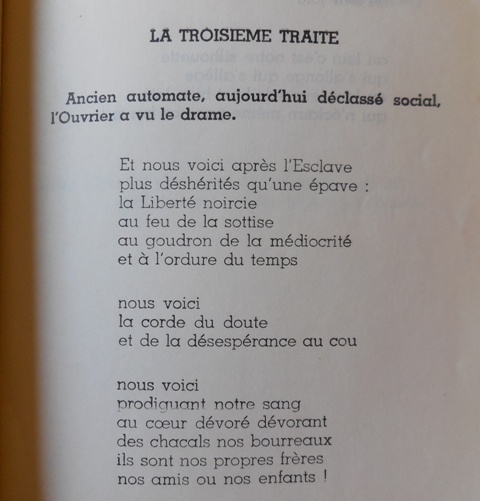 LA TROISIEME TRAITE
Ancien automate, aujourd'hui déclassé social,
l'Ouvrier a vu le drame.
Et nous voici après l'Esclave
plus déshérités qu'une épave :
la Liberté noircie
au feu de la sottise
au goudron de la médiocrité
et à l'ordure du temps
nous voici
la corde du doute
et de la désespérance au cou
nous voici
prodiguant notre sang
au cœur dévoré dévorant
des chacals nos bourreaux
ils sont nos propres frères
nos amis ou nos enfants !